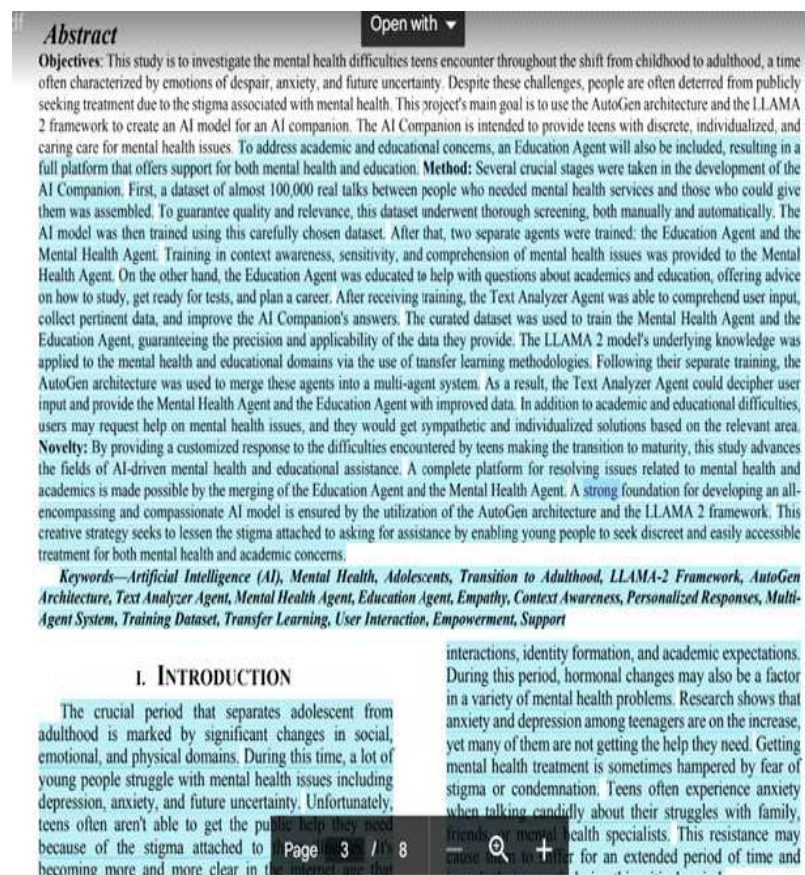 df
Open with
Abstract
Objectives: This study is to investigate the mental health difficulties teens encounter throughout the shift from childhood to adulthood, a time
often characterized by emotions of despair, anxiety, and future uncertainty. Despite these challenges, people are often deterred from publicly
seeking treatment due to the stigma associated with mental health. This project's main goal is to use the AutoGen architecture and the LLAMA
2 framework to create an AI model for an AI companion. The AI Companion is intended to provide teens with discrete, individualized, and
caring care for mental health issues. To address academic and educational concerns, an Education Agent will also be included, resulting in a
full platform that offers support for both mental health and education. Method: Several crucial stages were taken in the development of the
AI Companion. First, a dataset of almost 100,000 real talks between people who needed mental health services and those who could give
them was assembled. To guarantee quality and relevance, this dataset underwent thorough screening, both manually and automatically. The
AI model was then trained using this carefully chosen dataset. After that, two separate agents were trained: the Education Agent and the
Mental Health Agent. Training in context awareness, sensitivity, and comprehension of mental health issues was provided to the Mental
Health Agent. On the other hand, the Education Agent was educated to help with questions about academics and education, offering advice
on how to study, get ready for tests, and plan a career. After receiving training, the Text Analyzer Agent was able to comprehend user input,
collect pertinent data, and improve the AI Companion's answers. The curated dataset was used to train the Mental Health Agent and the
Education Agent, guaranteeing the precision and applicability of the data they provide. The LLAMA 2 model's underlying knowledge was
applied to the mental health and educational domains via the use of transfer learning methodologies. Following their separate training, the
AutoGen architecture was used to merge these agents into a multi-agent system. As a result, the Text Analyzer Agent could decipher user
input and provide the Mental Health Agent and the Education Agent with improved data. In addition to academic and educational difficulties,
users may request help on mental health issues, and they would get sympathetic and individualized solutions based on the relevant area.
Novelty: By providing a customized response to the difficulties encountered by teens making the transition to maturity, this study advances
the fields of AI-driven mental health and educational assistance. A complete platform for resolving issues related to mental health and
academics is made possible by the merging of the Education Agent and the Mental Health Agent. A strong foundation for developing an all-
encompassing and compassionate AI model is ensured by the utilization of the AutoGen architecture and the LLAMA 2 framework. This
creative strategy seeks to lessen the stigma attached to asking for assistance by enabling young people to seek discreet and easily accessible
treatment for both mental health and academic concerns.
Keywords—Artificial Intelligence (AI), Mental Health, Adolescents, Transition to Adulthood, LLAMA-2 Framework, AutoGen
Architecture, Text Analyzer Agent, Mental Health Agent, Education Agent, Empathy, Context Awareness, Personalized Responses, Multi-
Agent System, Training Dataset, Transfer Learning, User Interaction, Empowerment, Support
I. INTRODUCTION
The crucial period that separates adolescent from
adulthood is marked by significant changes in social,
emotional, and physical domains. During this time, a lot of
young people struggle with mental health issues including
depression, anxiety, and future uncertainty. Unfortunately,
teens often aren't able to get the public help they need
because of the stigma attached to
becoming more and more clear in the internet age that
interactions, identity formation, and academic expectations.
During this period, hormonal changes may also be a factor
in a variety of mental health problems. Research shows that
anxiety and depression among teenagers are on the increase,
yet many of them are not getting the help they need. Getting
mental health treatment is sometimes hampered by fear of
stigma or condemnation. Teens often experience anxiety
when talking candidly about their struggles with family,
friends, or mental health specialists. This resistance may
cause them to suffer for an extended period of time and
Page 3 / 8